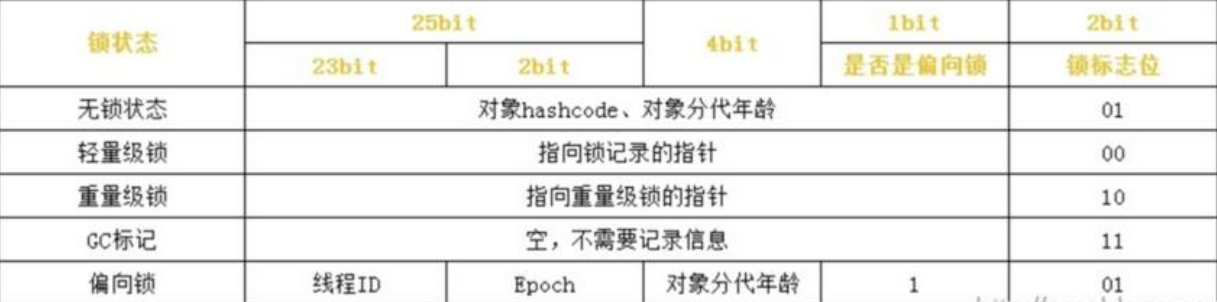 锁状态 25bit 4bit 1bit 2bit
23bit 2bit 是否是偏向锁 锁标志位
无锁状态 对象hashcode、对象分代年龄 01
轻量级锁 指向锁记录的指针 00
重量级锁 指向重量级锁的指针 10
GC标记 空，不需要记录信息 11
偏向锁 线程ID Epoch 对象分代年龄 1 01